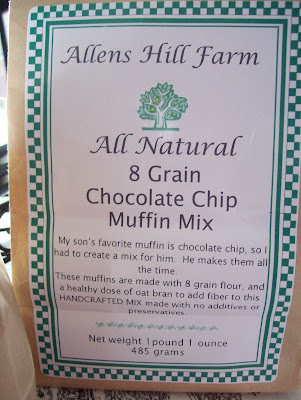 Allens Hill Farm
All Natural
8 Grain
Chocolate Chip
Muffin Mix
My son's favorite muffin is chocolate chip, so I
had to create a mix for him. He makes them all
the time.
These muffins are made with 8 grain flour, and
a healthy dose of oat bran to add fiber to this
HANDCRAFTED MIX made with no additives or
preservatives.
Net weight 1pound 1 ounce
485 grams